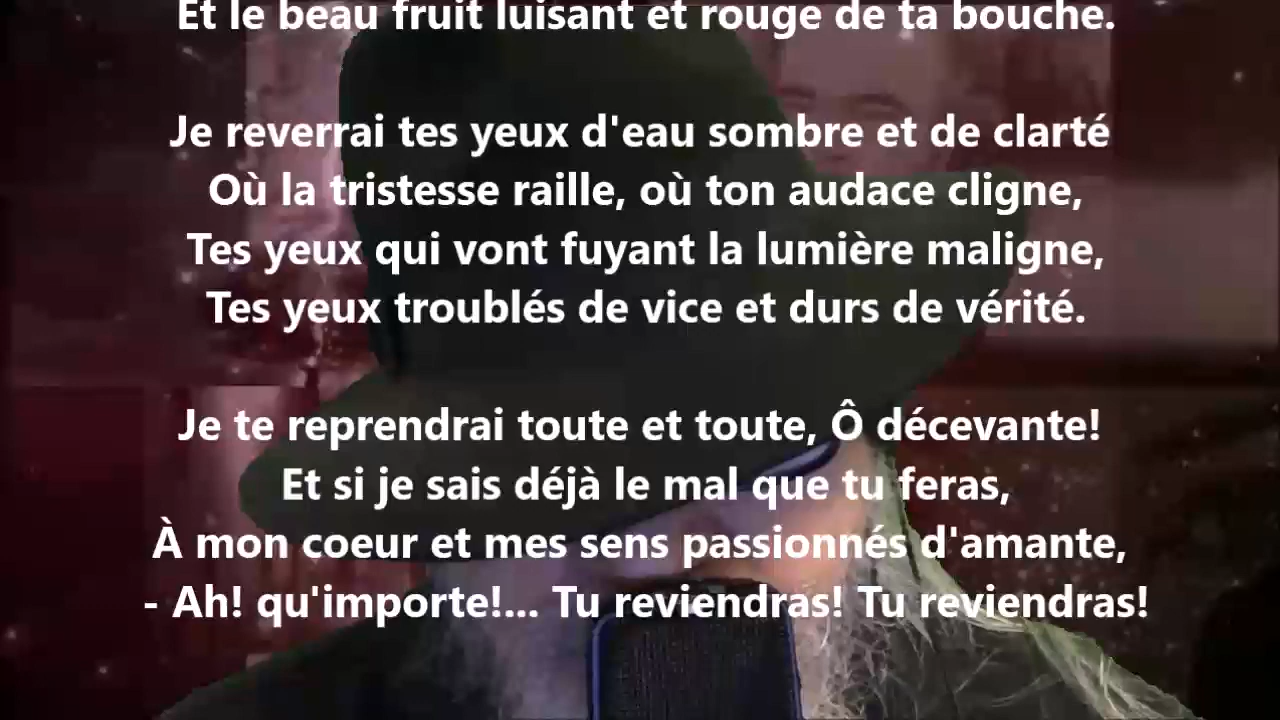 Et le beau fruit luisant et rouge de ta bouche.
Je reverrai tes yeux d'eau sombre et de clarté
Où la tristesse raille, où ton audace cligne,
Tes yeux qui vont fuyant la lumière maligne,
Tes yeux troublés de vice et durs de vérité.
Je te reprendrai toute et toute, Ô décevante!
Et si je sais déjà le mal que tu feras,
À mon coeur et mes sens passionnés d'amante,
- Ah! qu'importe!... Tu reviendras! Tu reviendras!